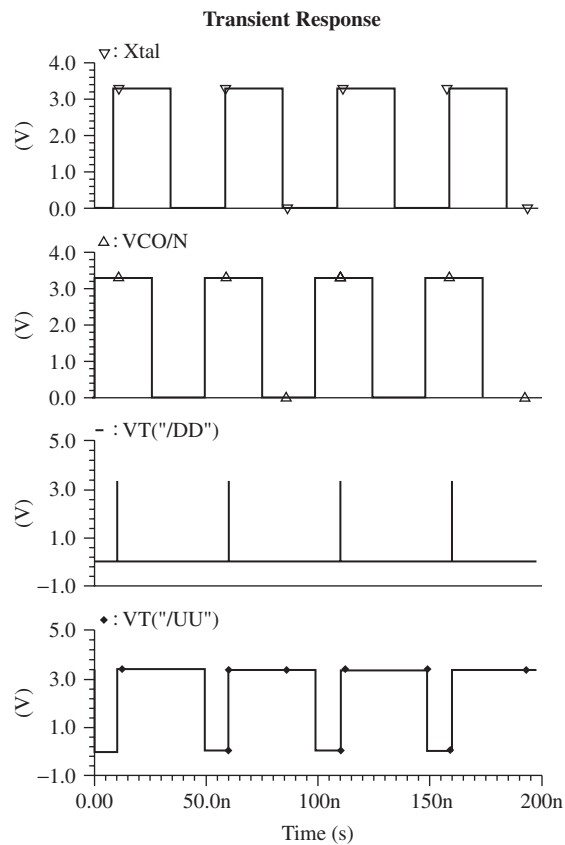 Transient Response
▽: Xtal
4.0
3.0
2.0
1.0
0.0
(V)
△: VCO/N
4.0
3.0
2.0
1.0
0.0
(V)
–: VT("/DD")
5.0
3.0
1.0
−1.0
(V)
◆: VT("/UU")
5.0
3.0
1.0
−1.0
(V)
0.00 50.0n 100n 150n 200n
Time (s)